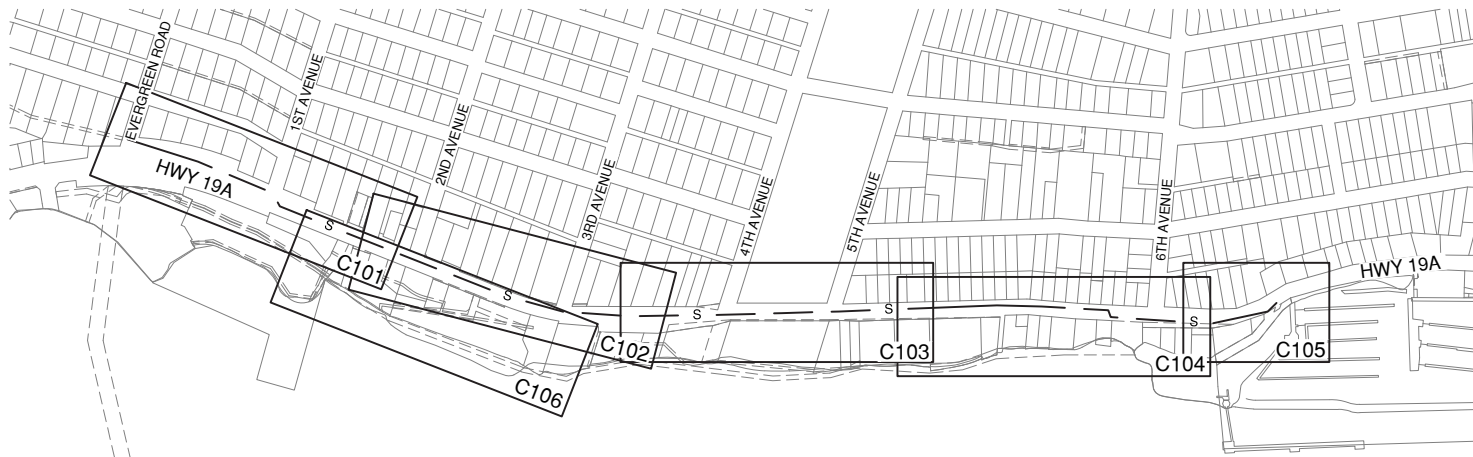 EVERGREEN ROAD
1ST AVENUE
2ND AVENUE
3RD AVENUE
4TH AVENUE
5TH AVENUE
6TH AVENUE
HWY 19A
HWY 19A
S
S
S
S
S
C101
C102
C103
C104
C105
C106